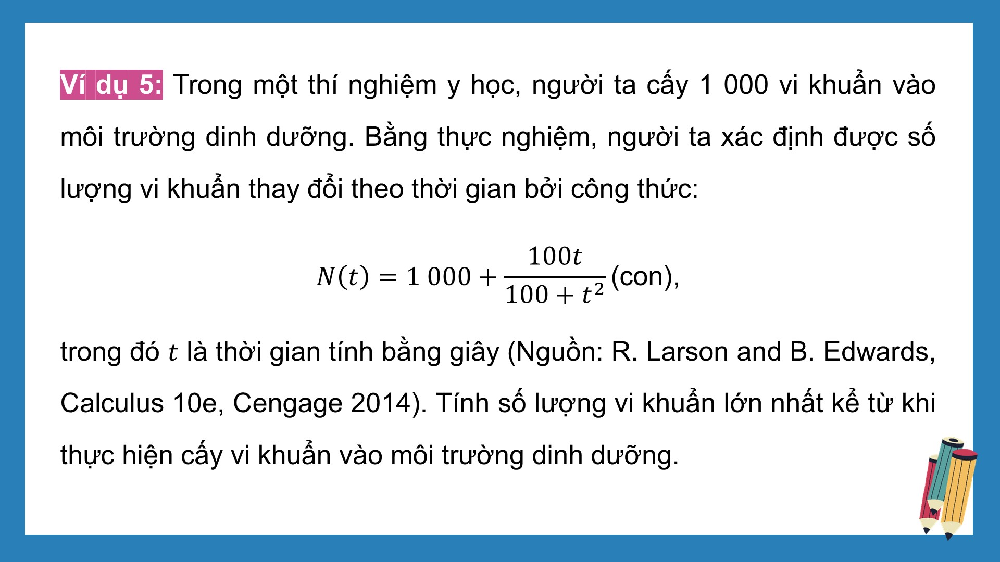 Ví dụ 5: Trong một thí nghiệm y học, người ta cấy 1 000 vi khuẩn vào
môi trường dinh dưỡng. Bằng thực nghiệm, người ta xác định được số
lượng vi khuẩn thay đổi theo thời gian bởi công thức:
N(t) = 1 000 + \frac{100t}{100 + t^2} (con),
trong đó t là thời gian tính bằng giây (Nguồn: R. Larson and B. Edwards,
Calculus 10e, Cengage 2014). Tính số lượng vi khuẩn lớn nhất kể từ khi
thực hiện cấy vi khuẩn vào môi trường dinh dưỡng.